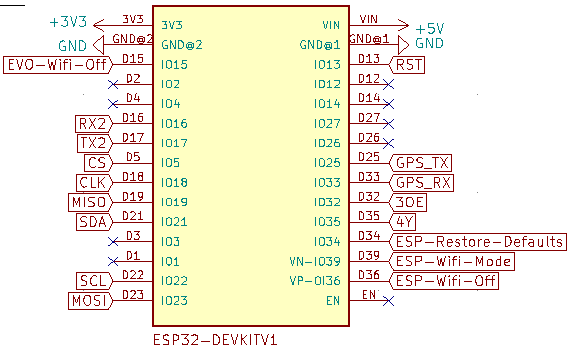 +3V3 3V3 3V3 VIN VIN +5V
GND GND@2 GND@2 GND@1 GND@1 GND
EVO-Wifi-Off D15 IO15 IO13 D13 RST
D2 IO2 ID12 D12
D4 IO4 IO14 D14
RX2 D16 IO16 IO27 D27
TX2 D17 IO17 ID26 D26
CS D5 IO5 IO25 D25 GPS_TX
CLK D18 IO18 IO33 D33 GPS_RX
MISO D19 IO19 ID32 D32 3OE
SDA D21 IO21 IO35 D35 4Y
D3 IO3 IO34 D34 ESP-Restore-Defaults
D1 IO1 VN-IO39 D39 ESP-Wifi-Mode
SCL D22 IO22 VP-OI36 D36 ESP-Wifi-Off
MOSI D23 IO23 EN EN
ESP32-DEVKITV1